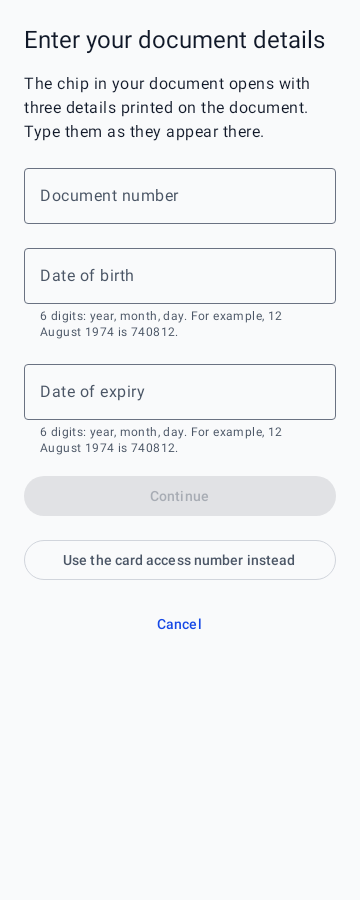 Enter your document details
The chip in your document opens with
three details printed on the document.
Type them as they appear there.
Document number
Date of birth
6 digits: year, month, day. For example, 12
August 1974 is 740812.
Date of expiry
6 digits: year, month, day. For example, 12
August 1974 is 740812.
Continue
Use the card access number instead
Cancel